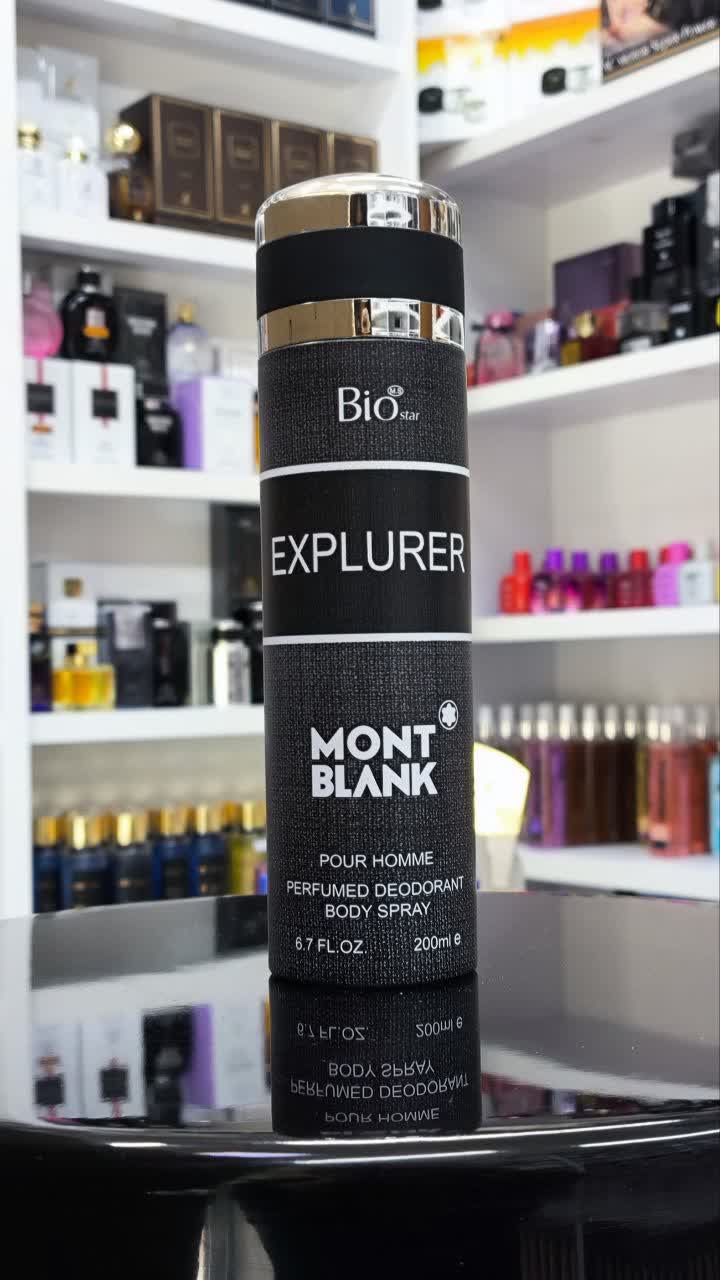 Bio M.S
star
EXPLURER
MONT
BLANK
POUR HOMME
PERFUMED DEODORANT
BODY SPRAY
6.7 FL.OZ. 200ml e